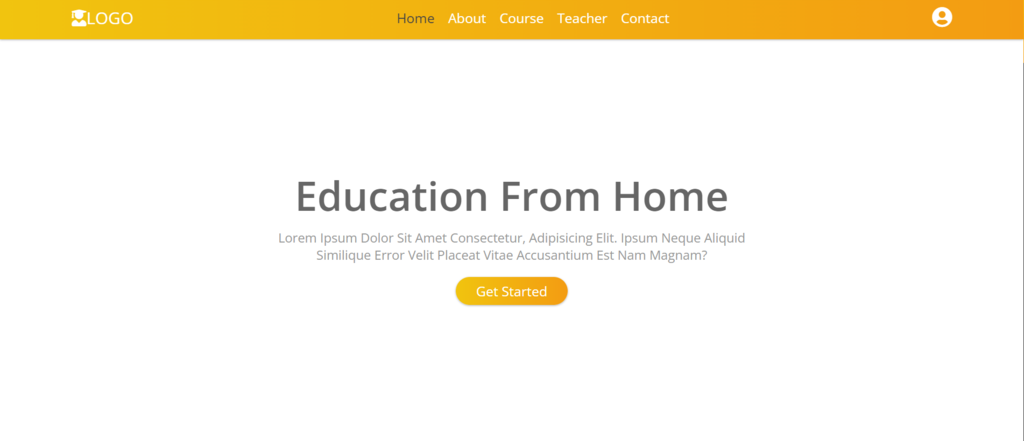 LOGO
Home About Course Teacher Contact
Education From Home
Lorem Ipsum Dolor Sit Amet Consectetur, Adipisicing Elit. Ipsum Neque Aliquid
Similique Error Velit Placeat Vitae Accusantium Est Nam Magnam?
Get Started